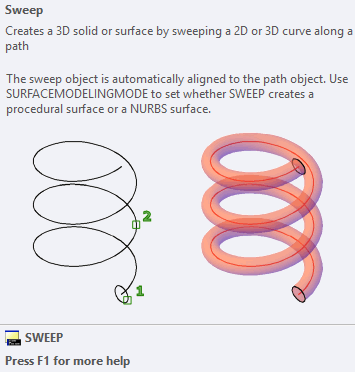 Sweep
Creates a 3D solid or surface by sweeping a 2D or 3D curve along a
path
The sweep object is automatically aligned to the path object. Use
SURFACEMODELINGMODE to set whether SWEEP creates a
procedural surface or a NURBS surface.
2
1
SWEEP
Press F1 for more help